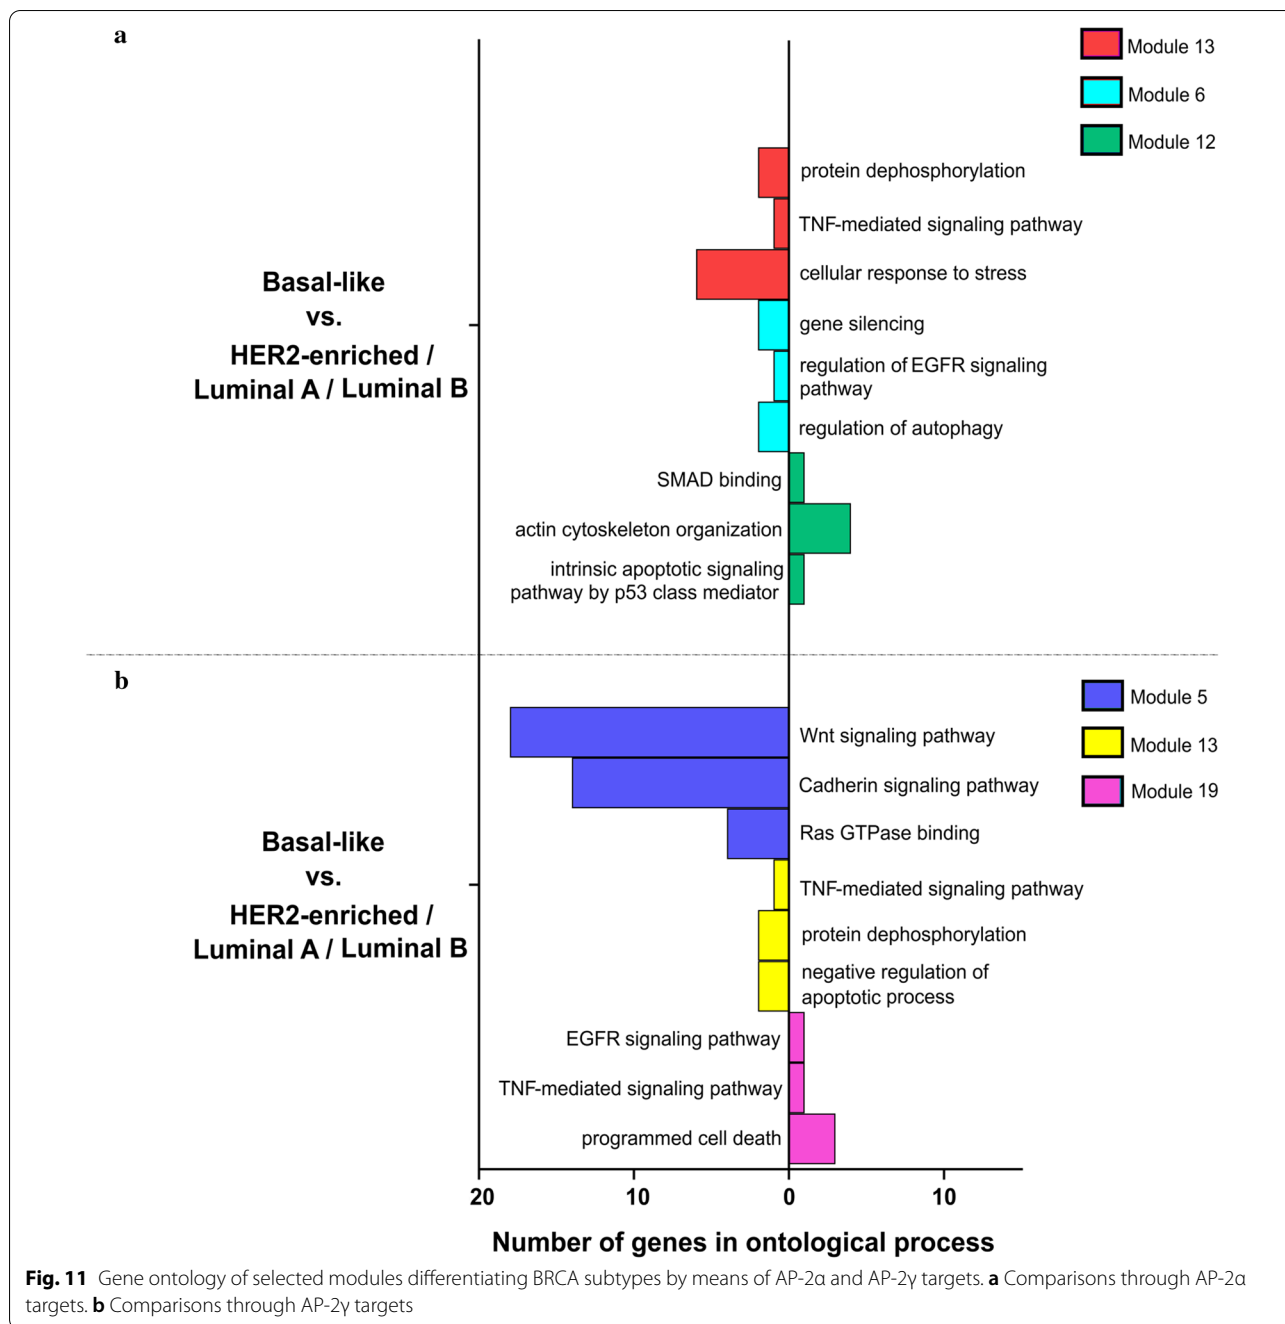 a
Module 13
Module 6
Module 12
protein dephosphorylation
TNF-mediated signaling pathway
cellular response to stress
gene silencing
regulation of EGFR signaling
pathway
regulation of autophagy
SMAD binding
actin cytoskeleton organization
intrinsic apoptotic signaling
pathway by p53 class mediator
Basal-like
vs.
HER2-enriched /
Luminal A / Luminal B
b
Module 5
Module 13
Module 19
Wnt signaling pathway
Cadherin signaling pathway
Ras GTPase binding
TNF-mediated signaling pathway
protein dephosphorylation
negative regulation of
apoptotic process
EGFR signaling pathway
TNF-mediated signaling pathway
programmed cell death
Basal-like
vs.
HER2-enriched /
Luminal A / Luminal B
20 10 0 10
Number of genes in ontological process
Fig. 11 Gene ontology of selected modules differentiating BRCA subtypes by means of AP-2α and AP-2γ targets. a Comparisons through AP-2α
targets. b Comparisons through AP-2γ targets